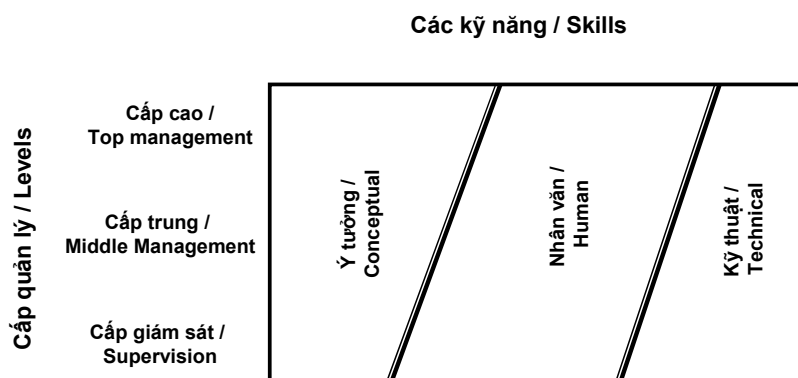 Các kỹ năng / Skills
Cấp quản lý / Levels
Cấp cao /
Top management
Cấp trung /
Middle Management
Cấp giám sát /
Supervision
Ý tưởng /
Conceptual
Nhân văn /
Human
Kỹ thuật /
Technical